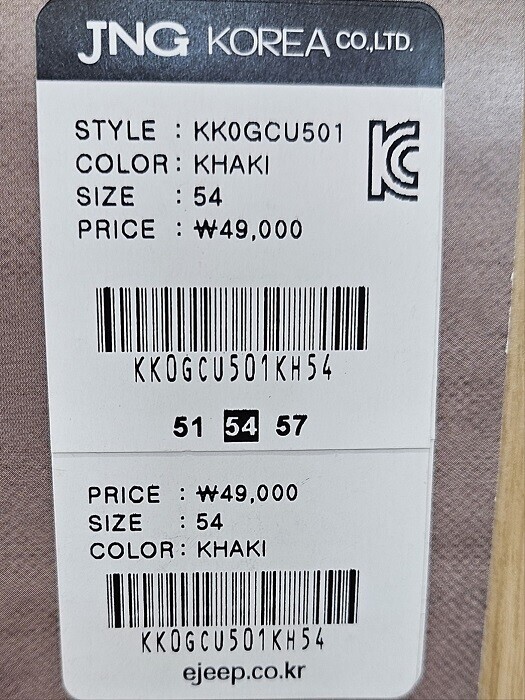 JNG KOREA CO.,LTD.
STYLE : KK0GCU501
COLOR : KHAKI
SIZE : 54
PRICE : ₩49,000
KC
KK0GCU501KH54
51 54 57
PRICE : ₩49,000
SIZE : 54
COLOR : KHAKI
KK0GCU501KH54
ejeep.co.kr